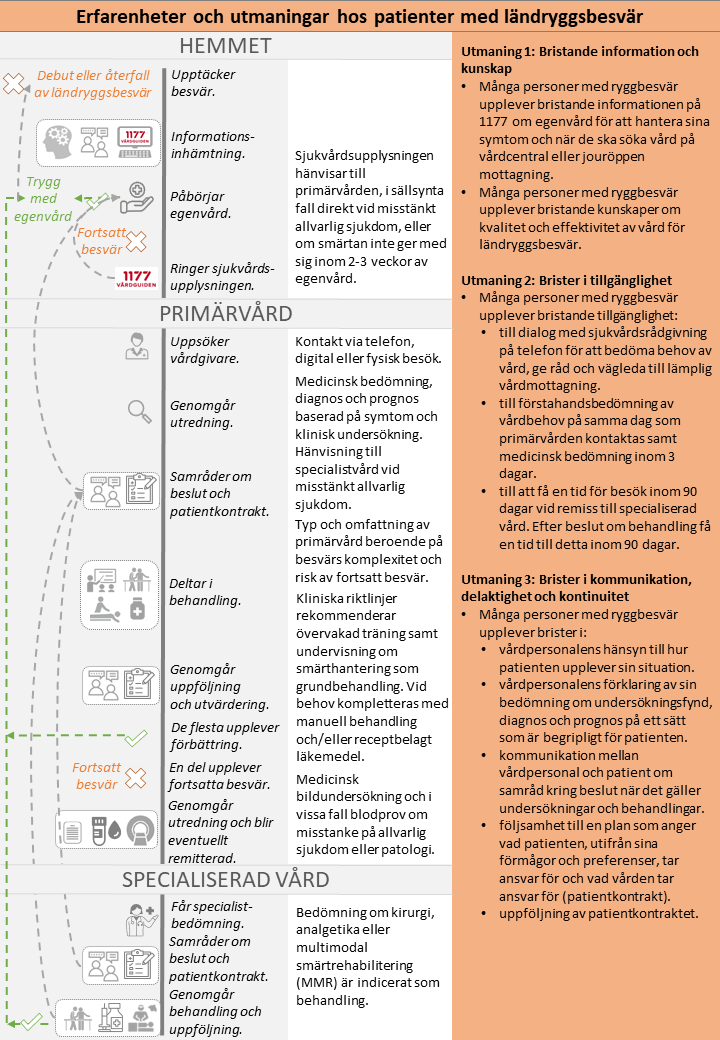 Erfarenheter och utmaningar hos patienter med ländryggsbesvär
HEMMET
Debut eller återfall
av ländryggsbesvär
Upptäcker
besvär.
1177
VÅRDGUIDEN
Informations-
inhämtning.
Trygg
med
egenvård
Påbörjar
egenvård.
Fortsatt
besvär
1177
VÅRDGUIDEN
Ringer sjukvårds-
upplysningen.
Sjukvårdsupplysningen
hänvisar till
primärvården, i sällsynta
fall direkt vid misstänkt
allvarlig sjukdom, eller
om smärtan inte ger med
sig inom 2-3 veckor av
egenvård.
PRIMÄRVÅRD
Uppsöker
vårdgivare.
Kontakt via telefon,
digital eller fysisk besök.
Genomgår
utredning.
Medicinsk bedömning,
diagnos och prognos
baserad på symtom och
klinisk undersökning.
Hänvisning till
specialistvård vid
misstänkt allvarlig
sjukdom.
Samråder om
beslut och
patientkontrakt.
Typ och omfattning av
primärvård beroende på
besvärs komplexitet och
risk av fortsatt besvär.
Deltar i
behandling.
Kliniska riktlinjer
rekommenderar
övervakad träning samt
undervisning om
smärthantering som
grundbehandling. Vid
behov kompletteras med
manuell behandling
och/eller receptbelagt
läkemedel.
Genomgår
uppföljning
och utvärdering.
De flesta upplever
förbättring.
Fortsatt
besvär
En del upplever
fortsatta besvär.
Genomgår
utredning och blir
eventuellt
remitterad.
Medicinsk
bildundersökning och i
vissa fall blodprov om
misstanke på allvarlig
sjukdom eller patologi.
SPECIALISERAD VÅRD
Får specialist-
bedömning.
Samråder om
beslut och
patientkontrakt.
Genomgår
behandling och
uppföljning.
Bedömning om kirurgi,
analgetika eller
multimodal
smärtrehabilitering
(MMR) är indicerat som
behandling.
Utmaning 1: Bristande information och
kunskap
• Många personer med ryggbesvär
upplever bristande informationen på
1177 om egenvård för att hantera sina
symtom och när de ska söka vård på
vårdcentral eller jouröppen
mottagning.
• Många personer med ryggbesvär
upplever bristande kunskaper om
kvalitet och effektivitet av vård för
ländryggsbesvär.
Utmaning 2: Brister i tillgänglighet
• Många personer med ryggbesvär
upplever bristande tillgänglighet:
• till dialog med sjukvårdsrådgivning
på telefon för att bedöma behov av
vård, ge råd och vägleda till lämplig
vårdmottagning.
• till förstahandsbedömning av
vårdbehov på samma dag som
primärvården kontaktas samt
medicinsk bedömning inom 3
dagar.
• till att få en tid för besök inom 90
dagar vid remiss till specialiserad
vård. Efter beslut om behandling få
en tid till detta inom 90 dagar.
Utmaning 3: Brister i kommunikation,
delaktighet och kontinuitet
• Många personer med ryggbesvär
upplever brister i:
• vårdpersonalens hänsyn till hur
patienten upplever sin situation.
• vårdpersonalens förklaring av sin
bedömning om undersökningsfynd,
diagnos och prognos på ett sätt
som är begripligt för patienten.
• kommunikation mellan
vårdpersonal och patient om
samråd kring beslut när det gäller
undersökningar och behandlingar.
• följsamhet till en plan som anger
vad patienten, utifrån sina
förmågor och preferenser, tar
ansvar för och vad vården tar
ansvar för (patientkontrakt).
• uppföljning av patientkontraktet.